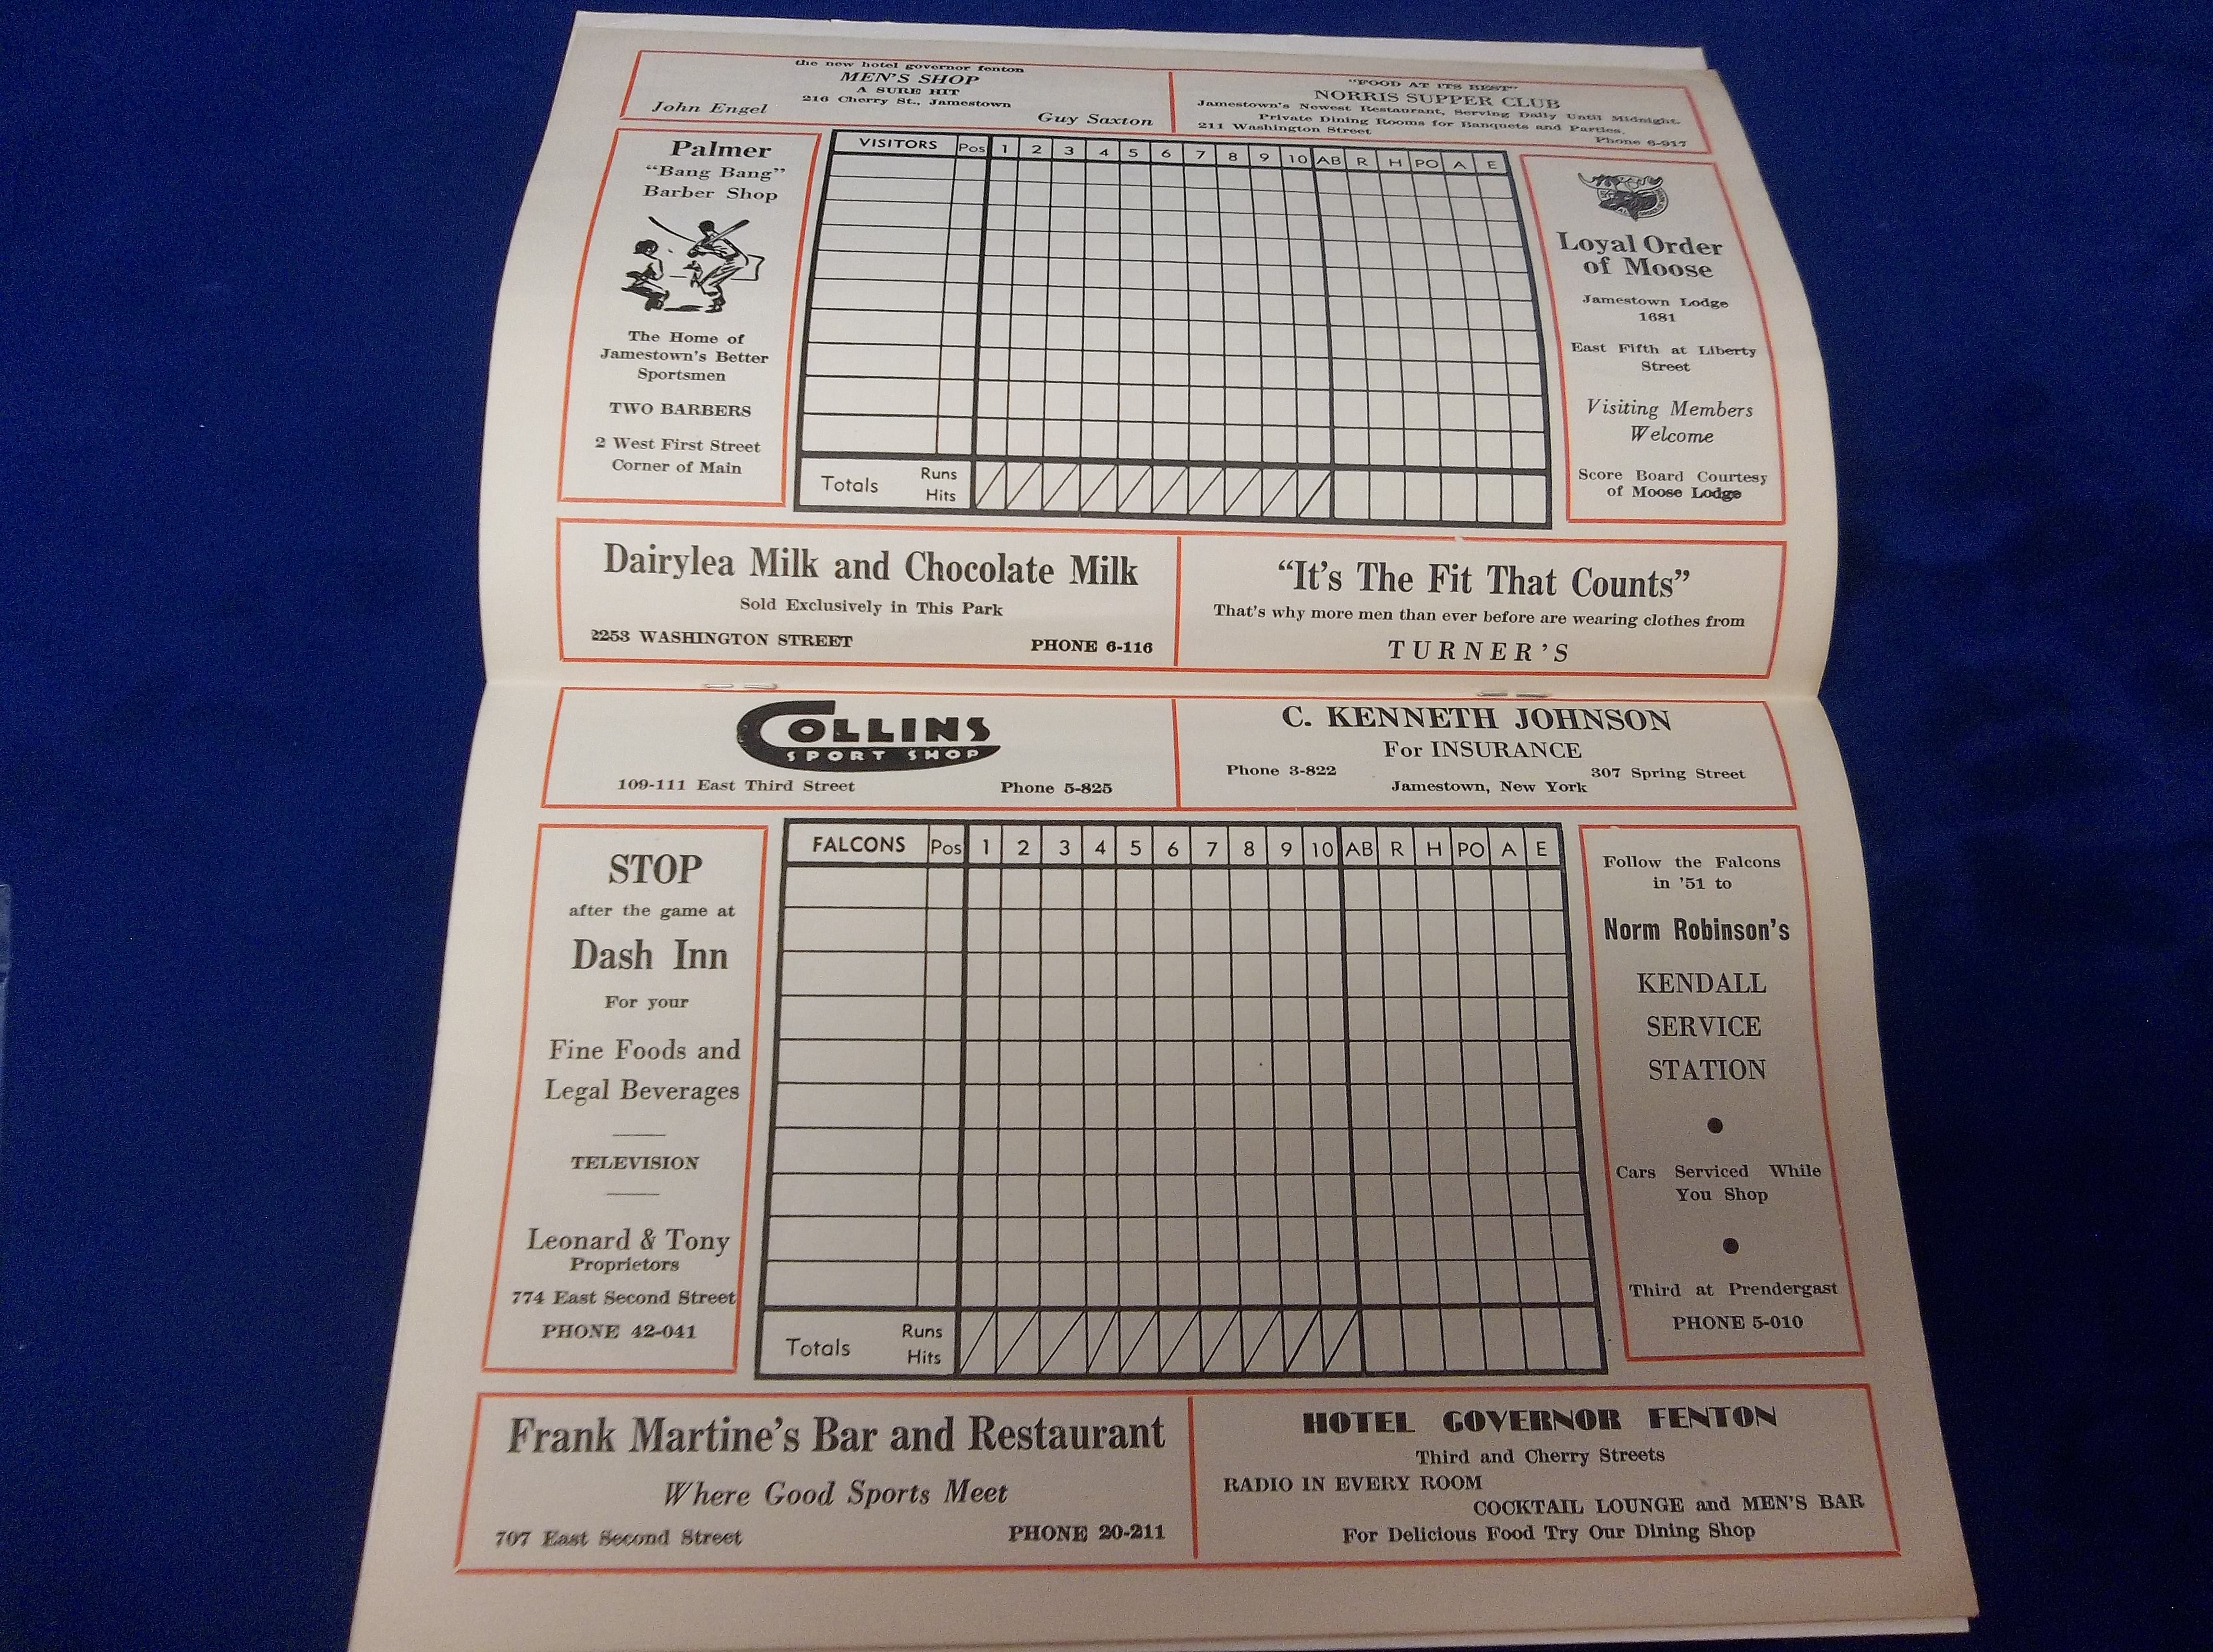 the new hotel governor fenton
MEN'S SHOP
A SURE HIT
216 Cherry St., Jamestown
John Engel
Guy Saxton
"FOOD AT ITS BEST"
NORRIS SUPPER CLUB
Jamestown's Newest Restaurant, Serving Daily Until Midnight.
Private Dining Rooms for Banquets and Parties.
211 Washington Street
Phone 6-917
Palmer
"Bang Bang"
Barber Shop
The Home of
Jamestown's Better
Sportsmen
TWO BARBERS
2 West First Street
Corner of Main
VISITORS Pos 1 2 3 4 5 6 7 8 9 10 AB R H PO A E
Totals Runs
Hits
Loyal Order
of Moose
Jamestown Lodge
1681
East Fifth at Liberty
Street
Visiting Members
Welcome
Score Board Courtesy
of Moose Lodge
Dairylea Milk and Chocolate Milk
Sold Exclusively in This Park
2253 WASHINGTON STREET PHONE 6-116
"It's The Fit That Counts"
That's why more men than ever before are wearing clothes from
TURNER'S
COLLINS
SPORT SHOP
109-111 East Third Street Phone 5-825
C. KENNETH JOHNSON
For INSURANCE
Phone 3-822 307 Spring Street
Jamestown, New York
STOP
after the game at
Dash Inn
For your
Fine Foods and
Legal Beverages
TELEVISION
Leonard & Tony
Proprietors
774 East Second Street
PHONE 42-041
FALCONS Pos 1 2 3 4 5 6 7 8 9 10 AB R H PO A E
Totals Runs
Hits
Follow the Falcons
in '51 to
Norm Robinson's
KENDALL
SERVICE
STATION
Cars Serviced While
You Shop
Third at Prendergast
PHONE 5-010
Frank Martine's Bar and Restaurant
Where Good Sports Meet
707 East Second Street PHONE 20-211
HOTEL GOVERNOR FENTON
Third and Cherry Streets
RADIO IN EVERY ROOM
COCKTAIL LOUNGE and MEN'S BAR
For Delicious Food Try Our Dining Shop